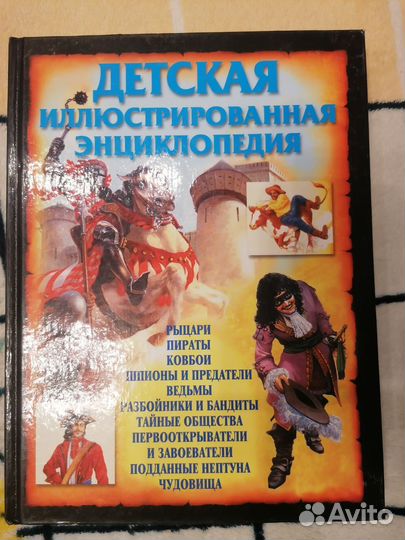 ДЕТСКАЯ
ИЛЛЮСТРИРОВАННАЯ
ЭНЦИКЛОПЕДИЯ
РЫЦАРИ
ПИРАТЫ
КОВБОИ
ШПИОНЫ И ПРЕДАТЕЛИ
ВЕДЬМЫ
РАЗБОЙНИКИ И БАНДИТЫ
ТАЙНЫЕ ОБЩЕСТВА
ПЕРВООТКРЫВАТЕЛИ
И ЗАВОЕВАТЕЛИ
ПОДДАННЫЕ НЕПТУНА
ЧУДОВИЩА
Avito